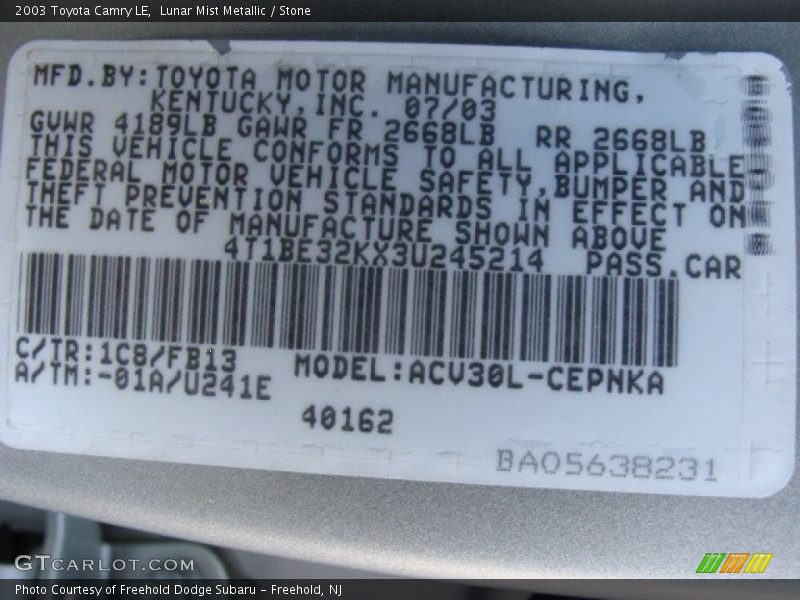 2003 Toyota Camry LE,  Lunar Mist Metallic / Stone
MFD.BY:TOYOTA MOTOR MANUFACTURING,
KENTUCKY,INC. 07/03
GVWR 4189LB GAWR FR 2668LB RR 2668LB
THIS VEHICLE CONFORMS TO ALL APPLICABLE
FEDERAL MOTOR VEHICLE SAFETY,BUMPER AND
THEFT PREVENTION STANDARDS IN EFFECT ON
THE DATE OF MANUFACTURE SHOWN ABOVE
4T1BE32KX3U245214 PASS.CAR
C/TR:1C8/FB13
A/TM:-01A/U241E
MODEL:ACV30L-CEPNKA
40162
BA05638231
GTCARLOT.COM
Photo Courtesy of Freehold Dodge Subaru – Freehold, NJ